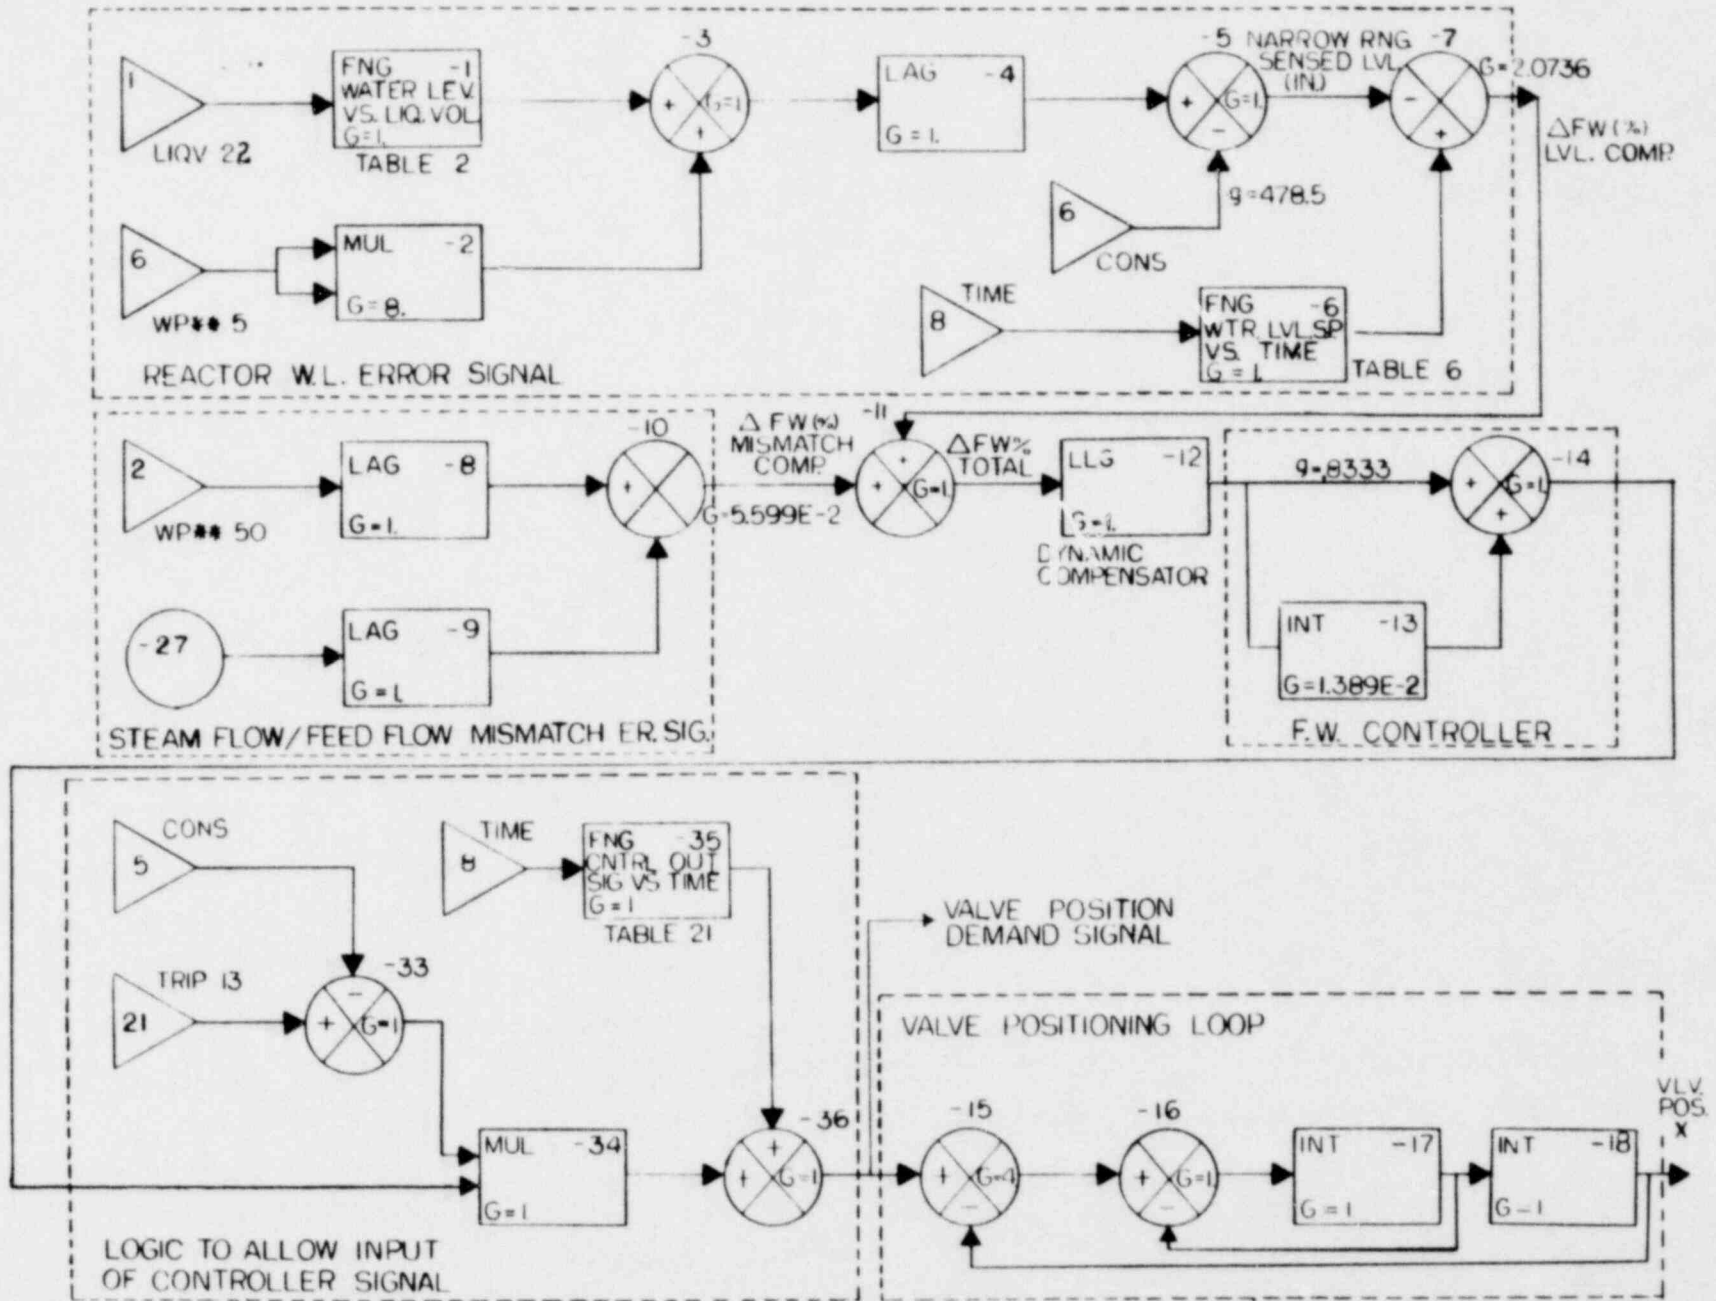 -3
-5
NARROW RNG
SENSED LVL
(IN)
-7
G=2.0736
1
FNG -1
WATER LEV.
VS. LIQ. VOL.
G=1.
LIQV 22
TABLE 2
+
+
LAG -4
G=1.
+
G=1.
-
-
+
ΔFW(%)
LVL. COMP.
6
CONS
g=478.5
6
WP** 5
MUL -2
G=8.
TIME
8
FNG -6
WTR. LVL. SP
VS. TIME
G=1.
TABLE 6
REACTOR W.L. ERROR SIGNAL
-10
ΔFW(%)
MISMATCH
COMP.
G=5.599E-2
-11
ΔFW%
TOTAL
2
WP** 50
LAG -8
G=1.
+
+
+
G=1.
LLG -12
G=1.
DYNAMIC
COMPENSATOR
g=.8333
+
G=1.
+
-14
-27
LAG -9
G=1.
INT -13
G=1.389E-2
STEAM FLOW/FEED FLOW MISMATCH ER. SIG.
F.W. CONTROLLER
CONS
5
TIME
8
FNG -35
CNTRL OUT
SIG VS TIME
G=1
TABLE 21
VALVE POSITION
DEMAND SIGNAL
TRIP 13
21
-33
-
+
G=1
VALVE POSITIONING LOOP
MUL -34
G=1
-36
+
+
G=1
-15
+
G=4
-
-16
+
G=1.
-
INT -17
G=1
INT -18
G=1
VLV.
POS.
X
LOGIC TO ALLOW INPUT
OF CONTROLLER SIGNAL